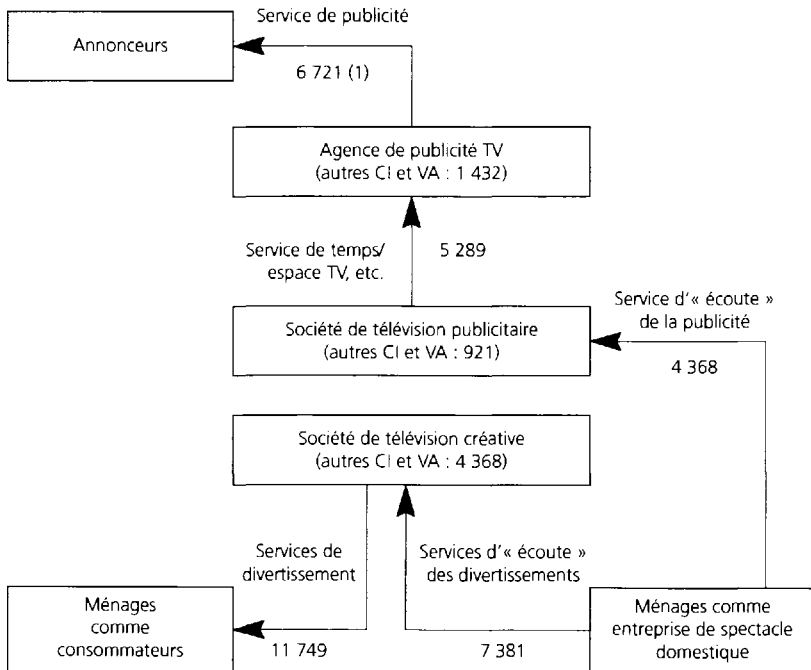 Service de publicité
Annonceurs
6 721 (1)
Agence de publicité TV
(autres CI et VA : 1 432)
Service de temps/
espace TV, etc.
5 289
Service d'« écoute »
de la publicité
Société de télévision publicitaire
(autres CI et VA : 921)
4 368
Société de télévision créative
(autres CI et VA : 4 368)
Services de
divertissement
Services d'« écoute »
des divertissements
Ménages
comme
consommateurs
11 749
7 381
Ménages comme
entreprise de spectacle
domestique